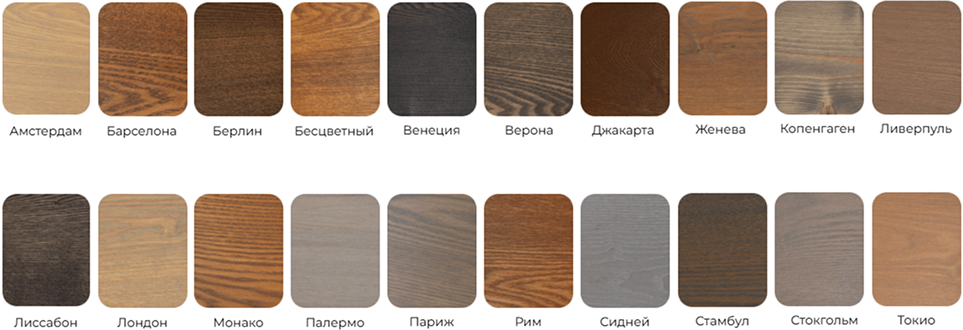 Амстердам Барселона Берлин Бесцветный Венеция Верона Джакарта Женева Копенгаген Ливерпуль
Лиссабон Лондон Монако Палермо Париж Рим Сидней Стамбул Стокгольм Токио